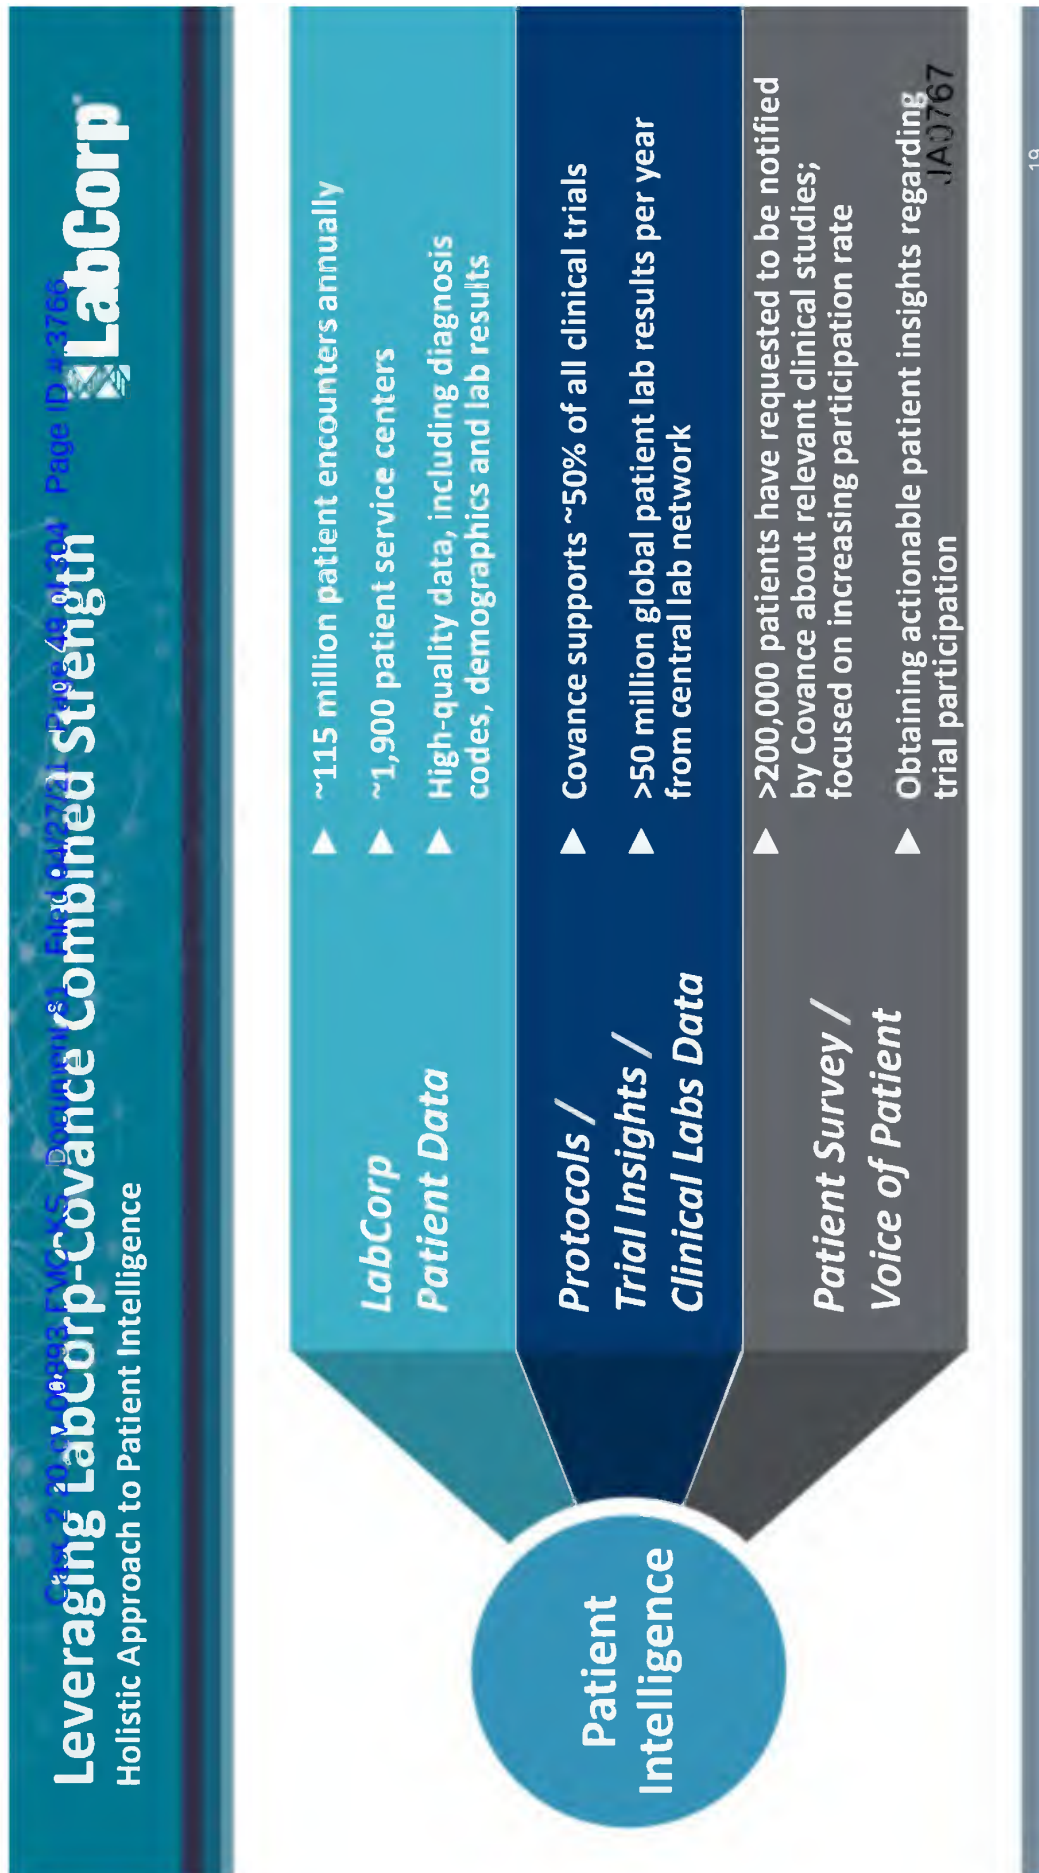 Case 2:20-cv-00893-FMO-KS Document 81 Filed 04/27/21 Page 49 of 304 Page ID #:3766
Leveraging LabCorp-Covance Combined Strength
Holistic Approach to Patient Intelligence
LabCorp
Patient
Intelligence
LabCorp
Patient Data
▶ ~115 million patient encounters annually
▶ ~1,900 patient service centers
▶ High-quality data, including diagnosis
codes, demographics and lab results
Protocols /
Trial Insights /
Clinical Labs Data
▶ Covance supports ~50% of all clinical trials
▶ >50 million global patient lab results per year
from central lab network
Patient Survey /
Voice of Patient
▶ >200,000 patients have requested to be notified
by Covance about relevant clinical studies;
focused on increasing participation rate
▶ Obtaining actionable patient insights regarding
trial participation
JA0767
19